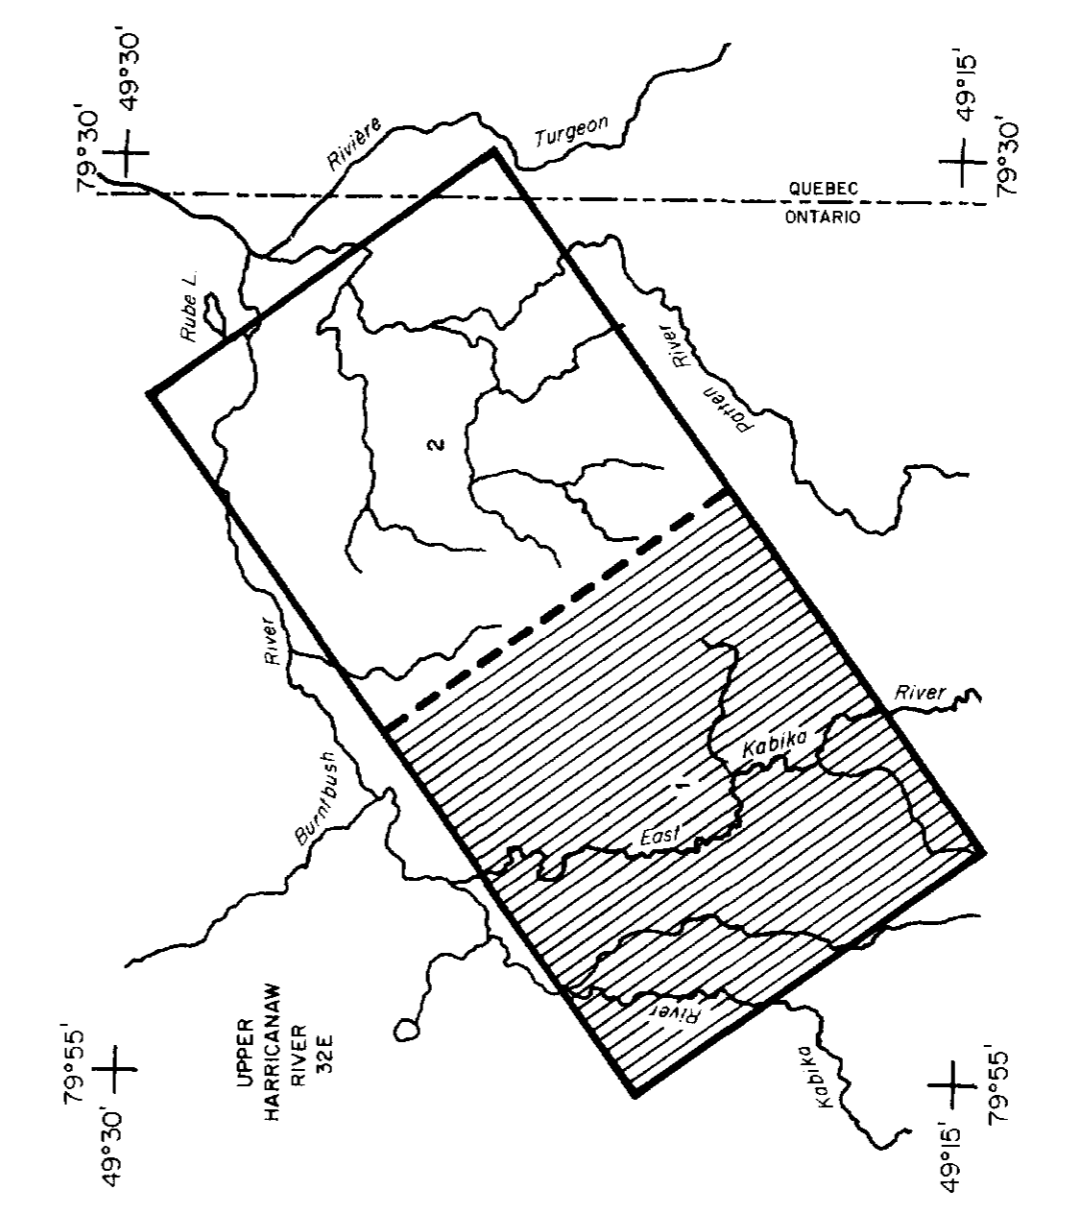 79°30'
49°30'
49°15'
79°30'
Rivière
Turgeon
QUEBEC
ONTARIO
Rube L.
River
Patten
2
River
River
Burntbush
Kabika
1
East
UPPER
HARRICANAW
RIVER
32E
River
Kabika
79°55'
49°30'
49°15'
79°55'